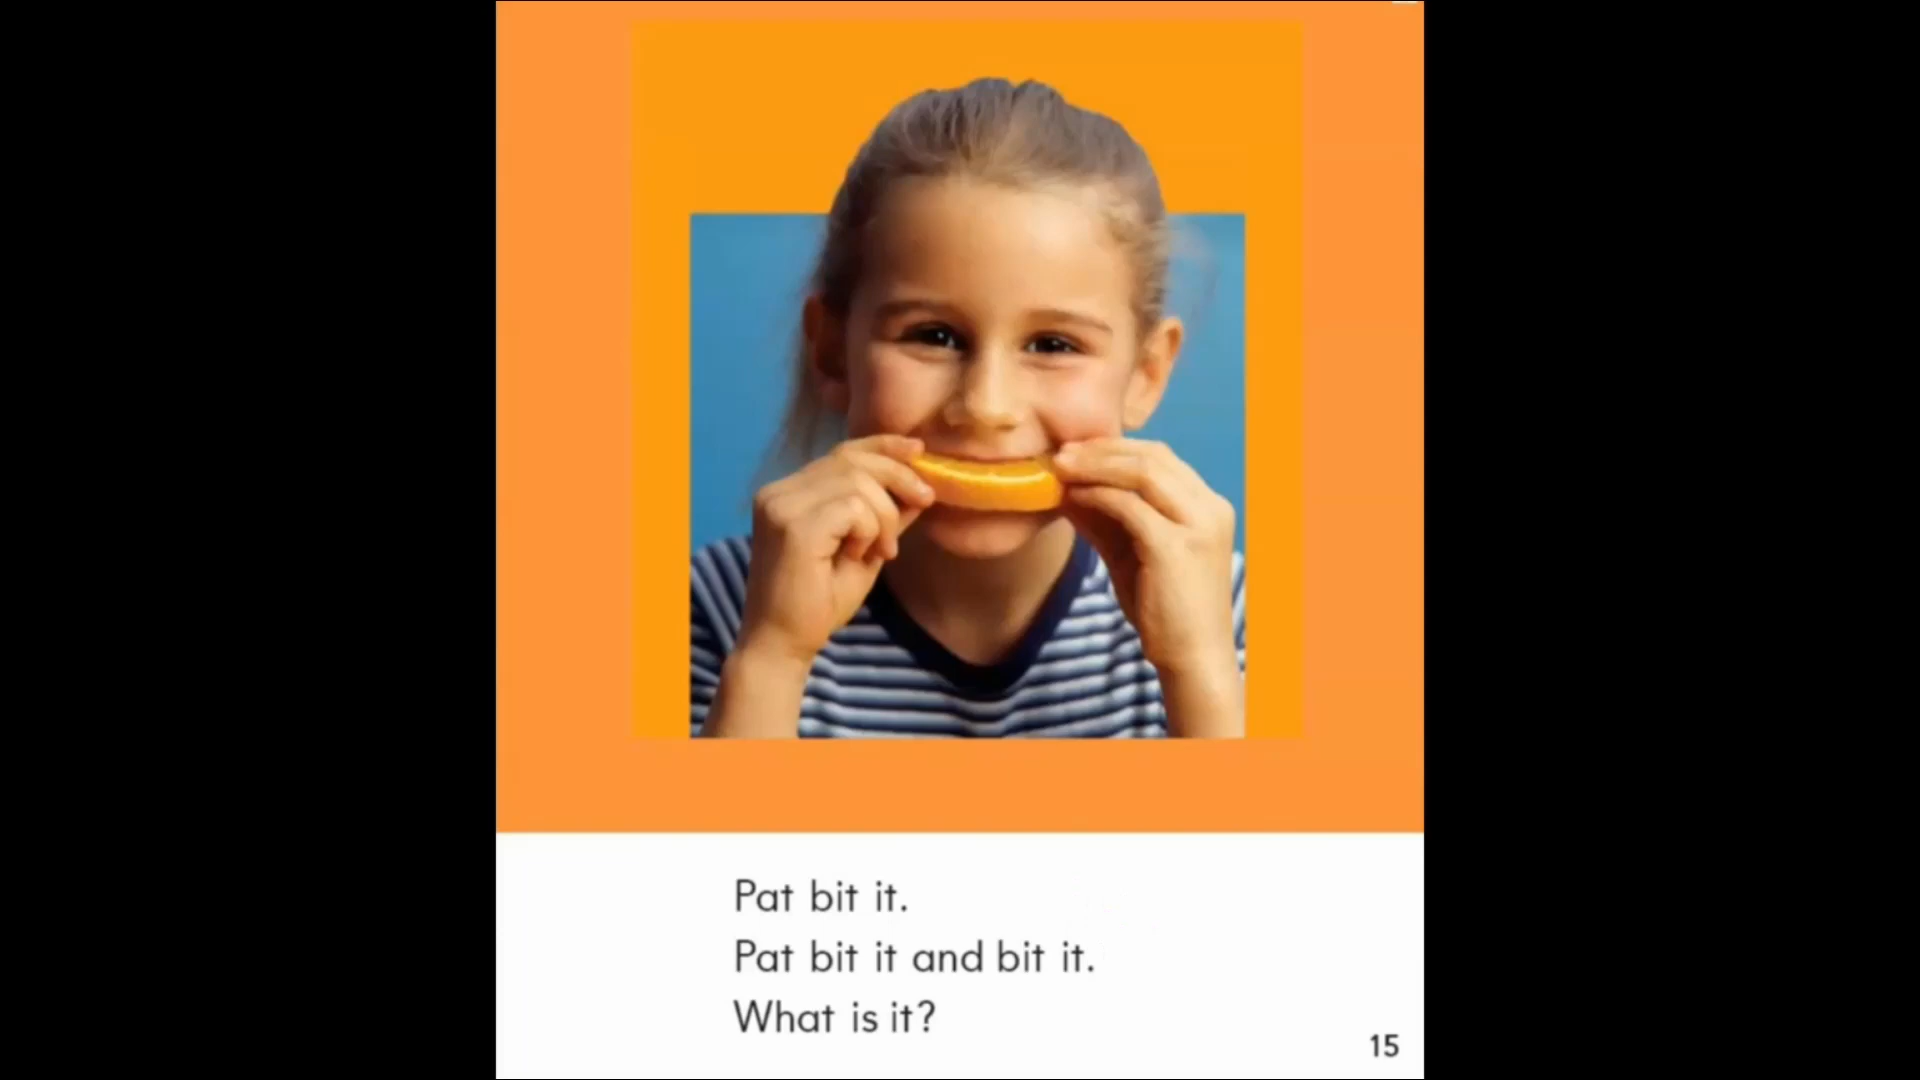 Pat bit it.
Pat bit it and bit it.
What is it?
15